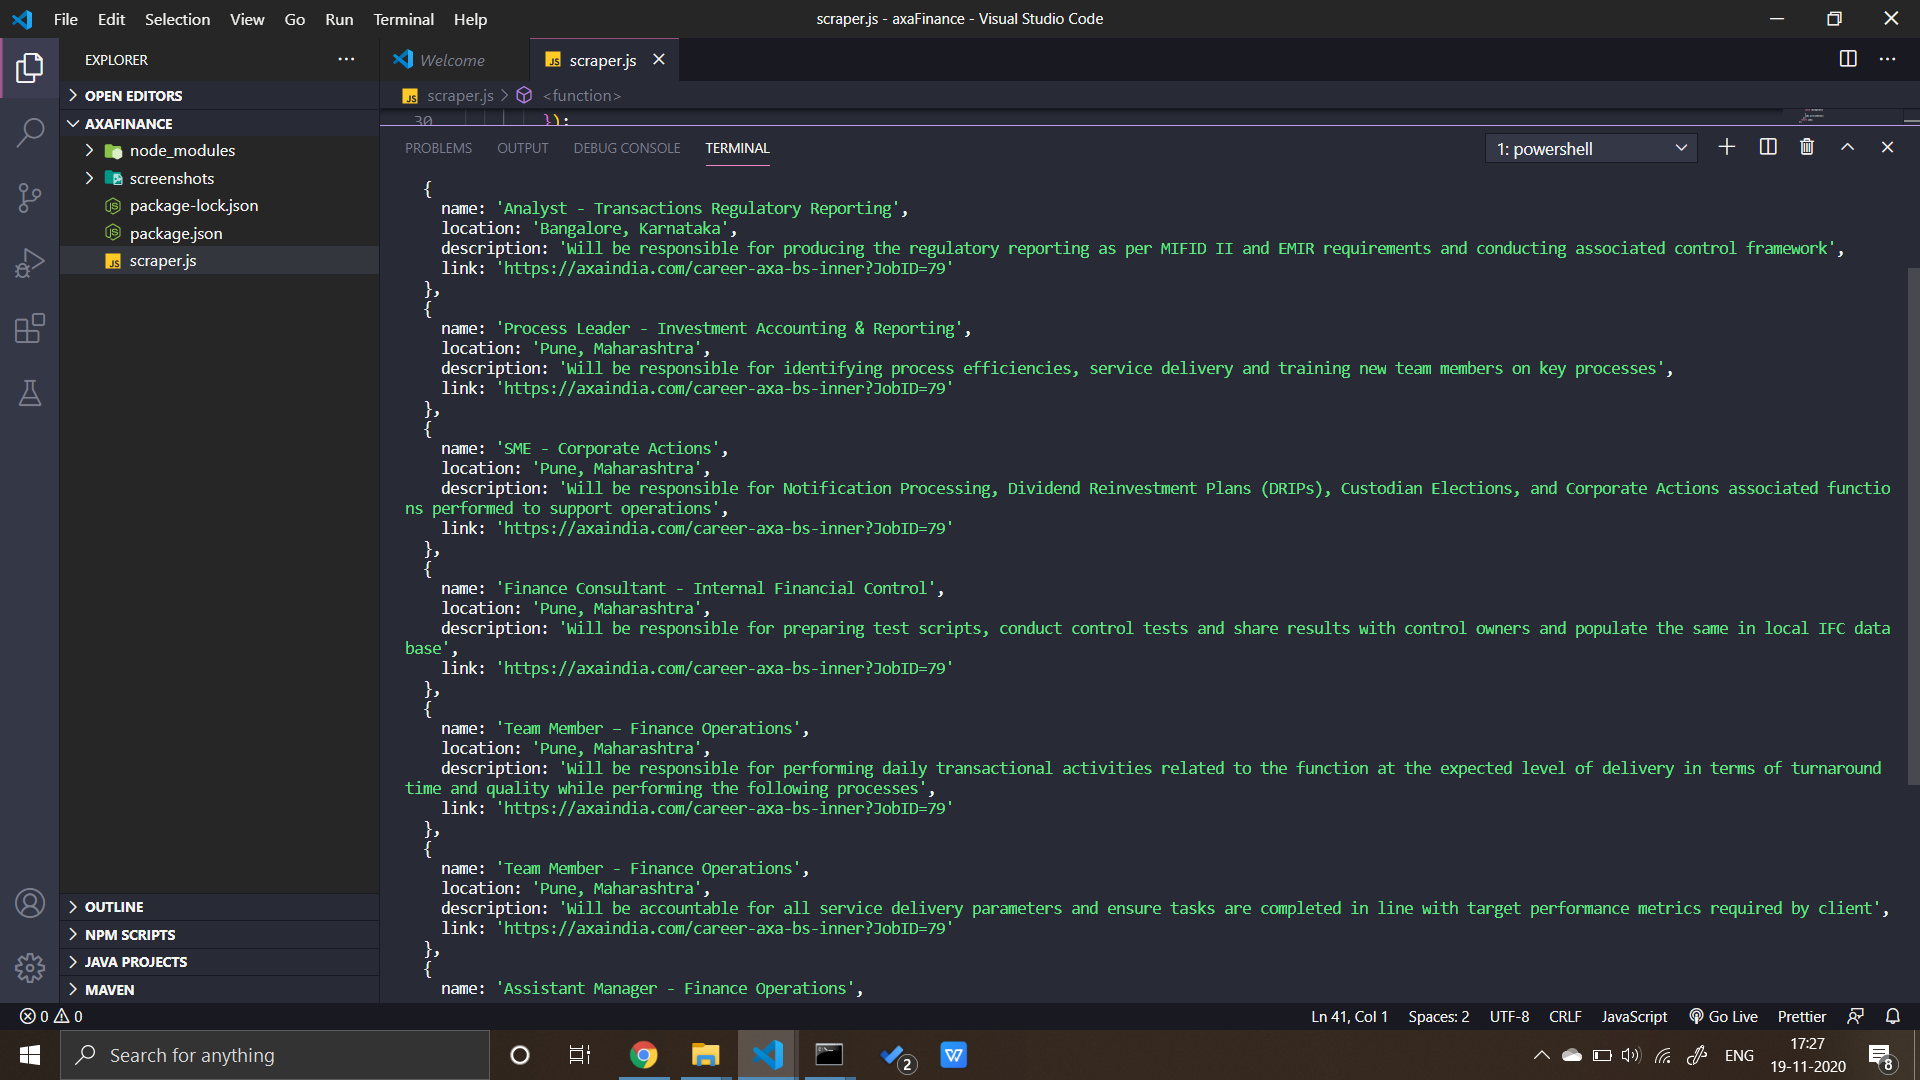 File Edit Selection View Go Run Terminal Help
scraper.js - axaFinance - Visual Studio Code
EXPLORER
OPEN EDITORS
AXAFINANCE
node_modules
screenshots
package-lock.json
package.json
scraper.js
OUTLINE
NPM SCRIPTS
JAVA PROJECTS
MAVEN
Welcome
scraper.js
scraper.js > <function>
30 });
PROBLEMS OUTPUT DEBUG CONSOLE TERMINAL
1: powershell
{
name: 'Analyst - Transactions Regulatory Reporting',
location: 'Bangalore, Karnataka',
description: 'Will be responsible for producing the regulatory reporting as per MIFID II and EMIR requirements and conducting associated control framework',
link: 'https://axaindia.com/career-axa-bs-inner?JobID=79'
},
{
name: 'Process Leader - Investment Accounting & Reporting',
location: 'Pune, Maharashtra',
description: 'Will be responsible for identifying process efficiencies, service delivery and training new team members on key processes',
link: 'https://axaindia.com/career-axa-bs-inner?JobID=79'
},
{
name: 'SME - Corporate Actions',
location: 'Pune, Maharashtra',
description: 'Will be responsible for Notification Processing, Dividend Reinvestment Plans (DRIPs), Custodian Elections, and Corporate Actions associated functio
ns performed to support operations',
link: 'https://axaindia.com/career-axa-bs-inner?JobID=79'
},
{
name: 'Finance Consultant - Internal Financial Control',
location: 'Pune, Maharashtra',
description: 'Will be responsible for preparing test scripts, conduct control tests and share results with control owners and populate the same in local IFC data
base',
link: 'https://axaindia.com/career-axa-bs-inner?JobID=79'
},
{
name: 'Team Member – Finance Operations',
location: 'Pune, Maharashtra',
description: 'Will be responsible for performing daily transactional activities related to the function at the expected level of delivery in terms of turnaround
time and quality while performing the following processes',
link: 'https://axaindia.com/career-axa-bs-inner?JobID=79'
},
{
name: 'Team Member - Finance Operations',
location: 'Pune, Maharashtra',
description: 'Will be accountable for all service delivery parameters and ensure tasks are completed in line with target performance metrics required by client',
link: 'https://axaindia.com/career-axa-bs-inner?JobID=79'
},
{
name: 'Assistant Manager - Finance Operations',
0 0
Ln 41, Col 1 Spaces: 2 UTF-8 CRLF JavaScript Go Live Prettier
Search for anything
2
ENG
17:27
19-11-2020
8